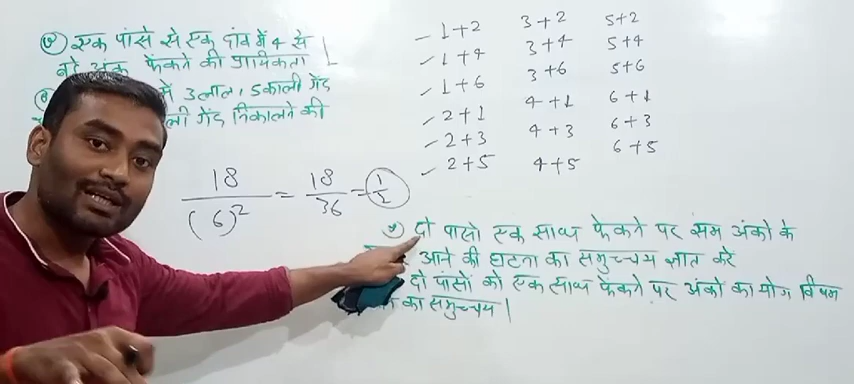 एक पांसे से एक दांव में 4 से
बड़े अंक फेंकने की प्रायिकता |
में 3 लाल, 5 काली गेंद
गेंद निकालने की
- 1+2 3+2 5+2
- 1+4 3+4 5+4
- 1+6 3+6 5+6
- 2+1 4+1 6+1
- 2+3 4+3 6+3
- 2+5 4+5 6+5
18/(6)² = 18/36 = 1/2
दो पासो एक साथ फेंकने पर सम अंको के
आने की घटना का समुच्चय ज्ञात करें
दो पांसों को एक साथ फेंकने पर अंकों का योग विषम
का समुच्चय |